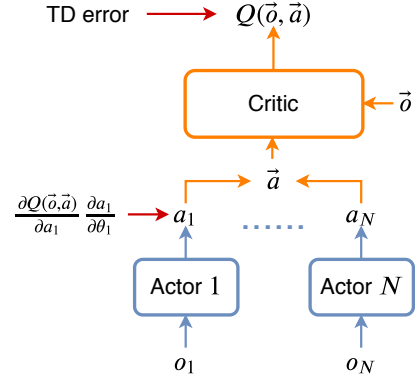 TD error Q(o⃗, a⃗)
Critic
o⃗
a⃗
∂Q(o⃗,a⃗)/∂a₁ ∂a₁/∂θ₁ a₁ ...... a_N
Actor 1 Actor N
o₁ o_N